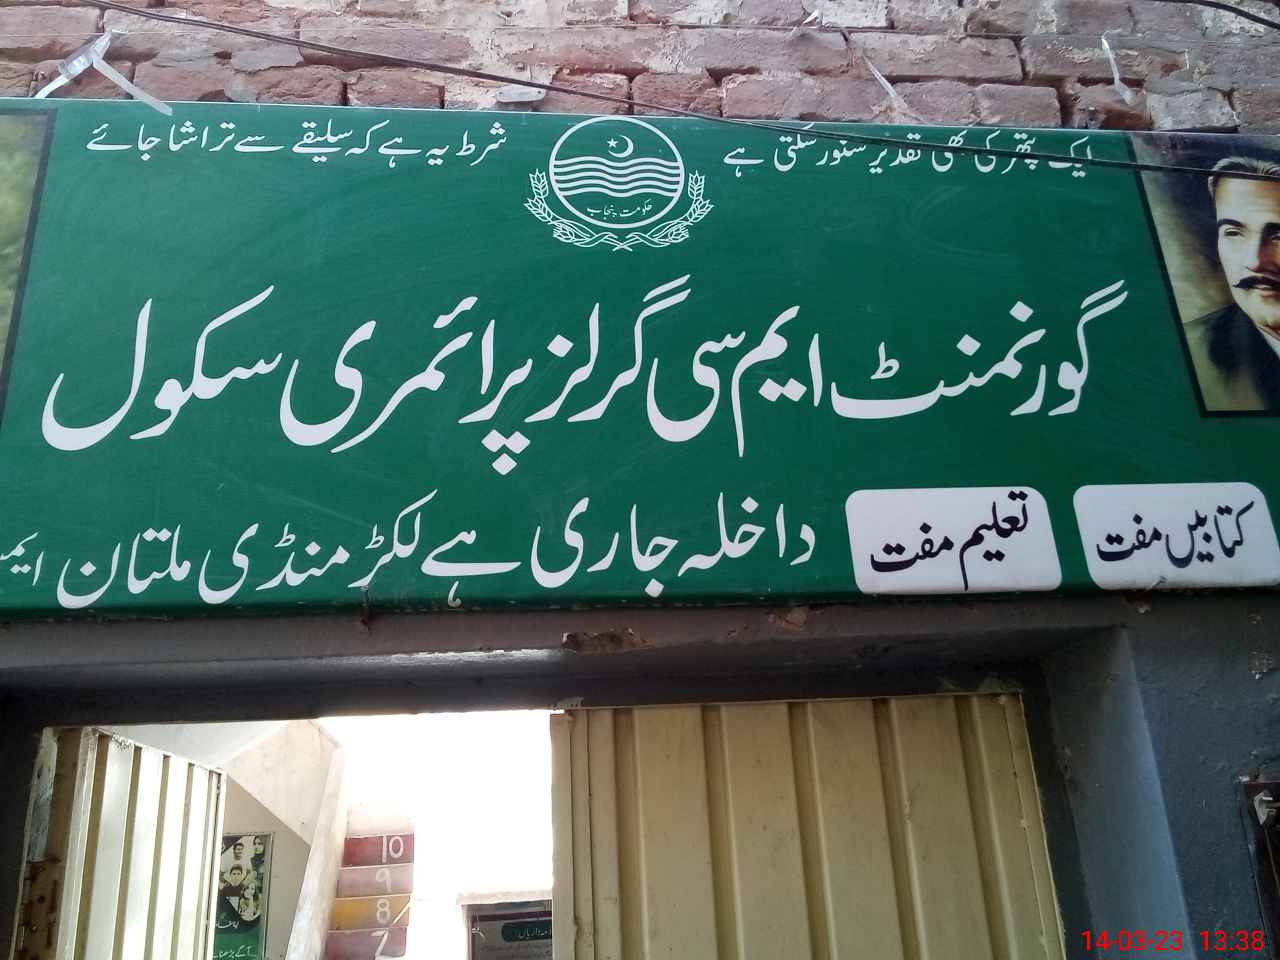 ایک پتھر کی بھی تقدیر سنور سکتی ہے
شرط یہ ہے کہ سلیقے سے تراشا جائے
حکومت پنجاب
گورنمنٹ ایم سی گرلز پرائمری سکول
کتابیں مفت
تعلیم مفت
داخلہ جاری ہے لکڑ منڈی ملتان
10
9
8
7
14-03-23 13:38